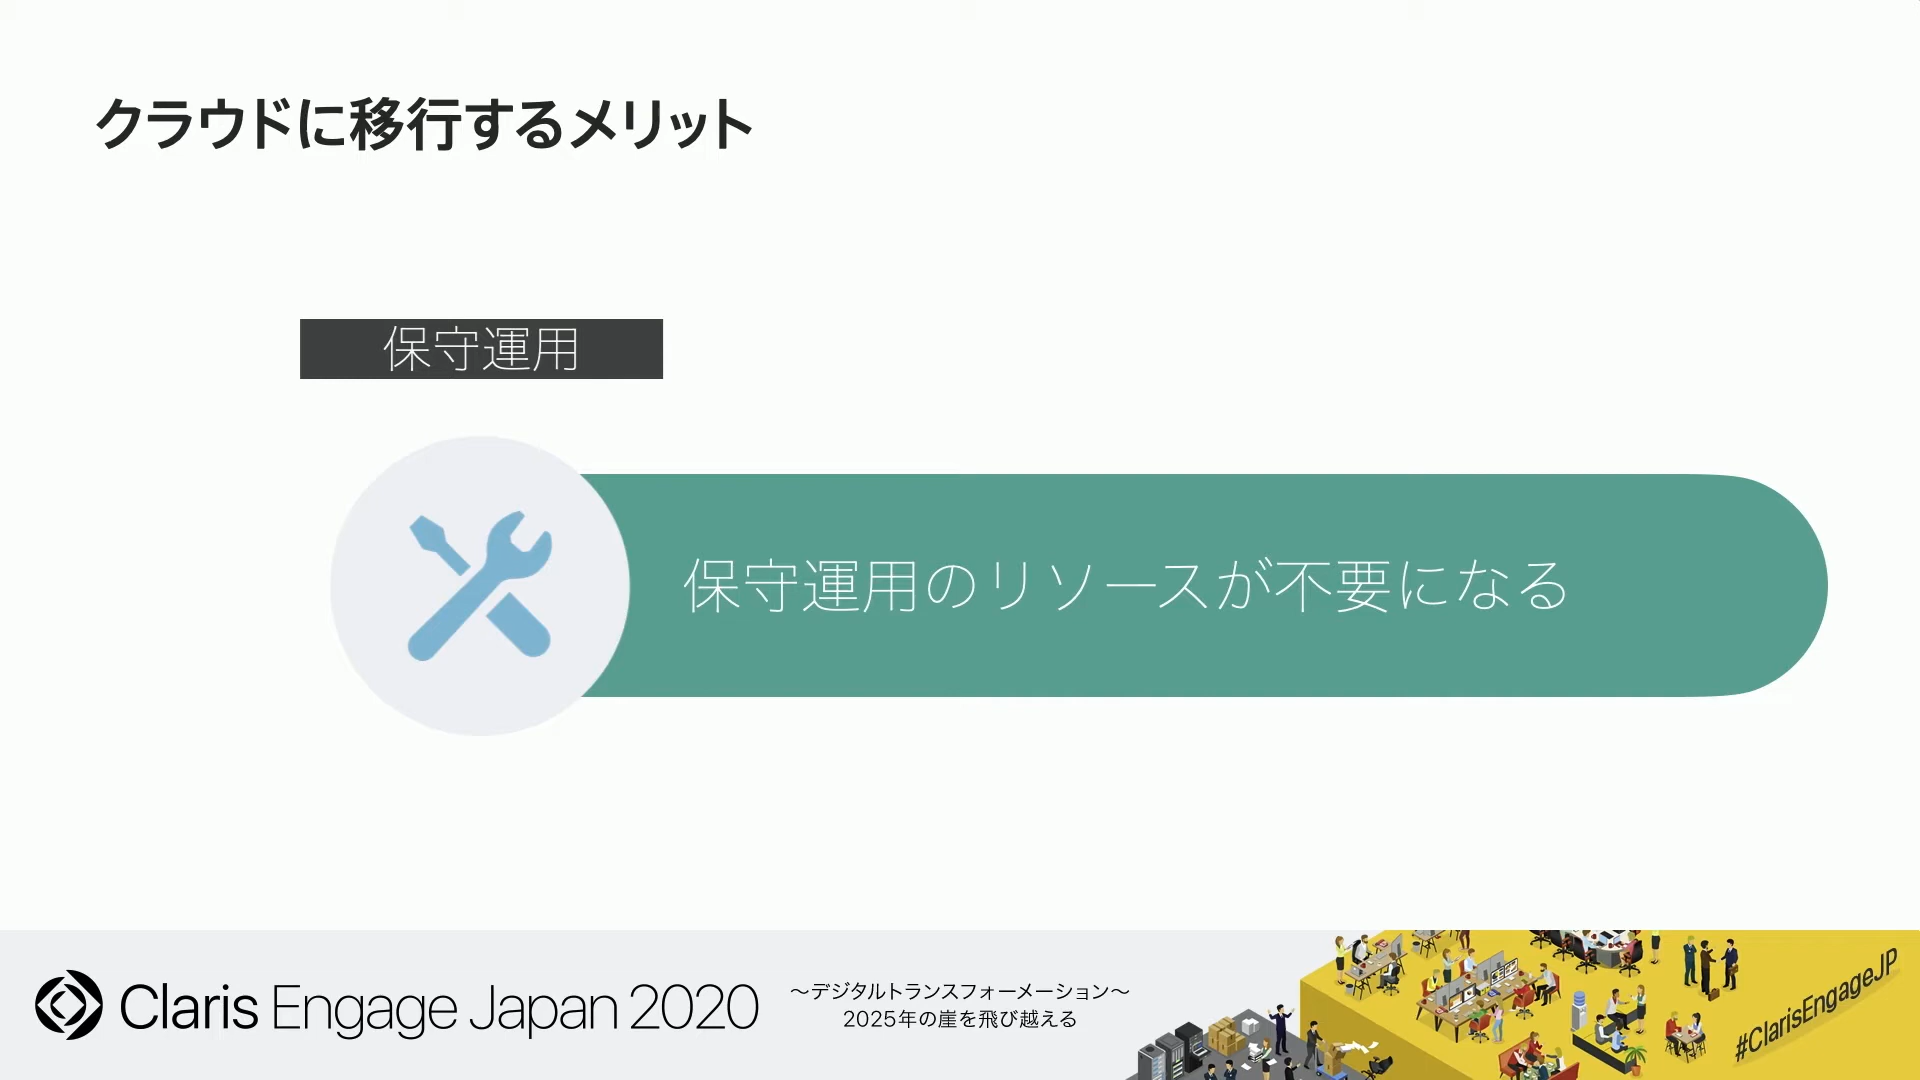 クラウドに移行するメリット
保守運用
保守運用のリソースが不要になる
Claris Engage Japan 2020
～デジタルトランスフォーメーション～
2025年の崖を飛び越える
#ClarisEngageJP